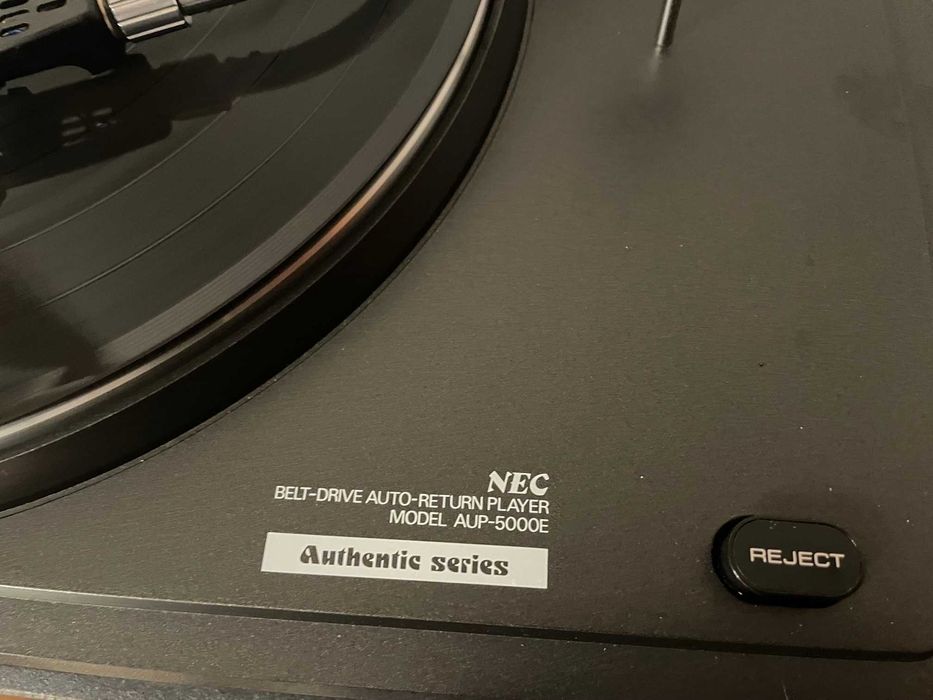 NEC
BELT-DRIVE AUTO-RETURN PLAYER
MODEL AUP-5000E
Authentic series
REJECT